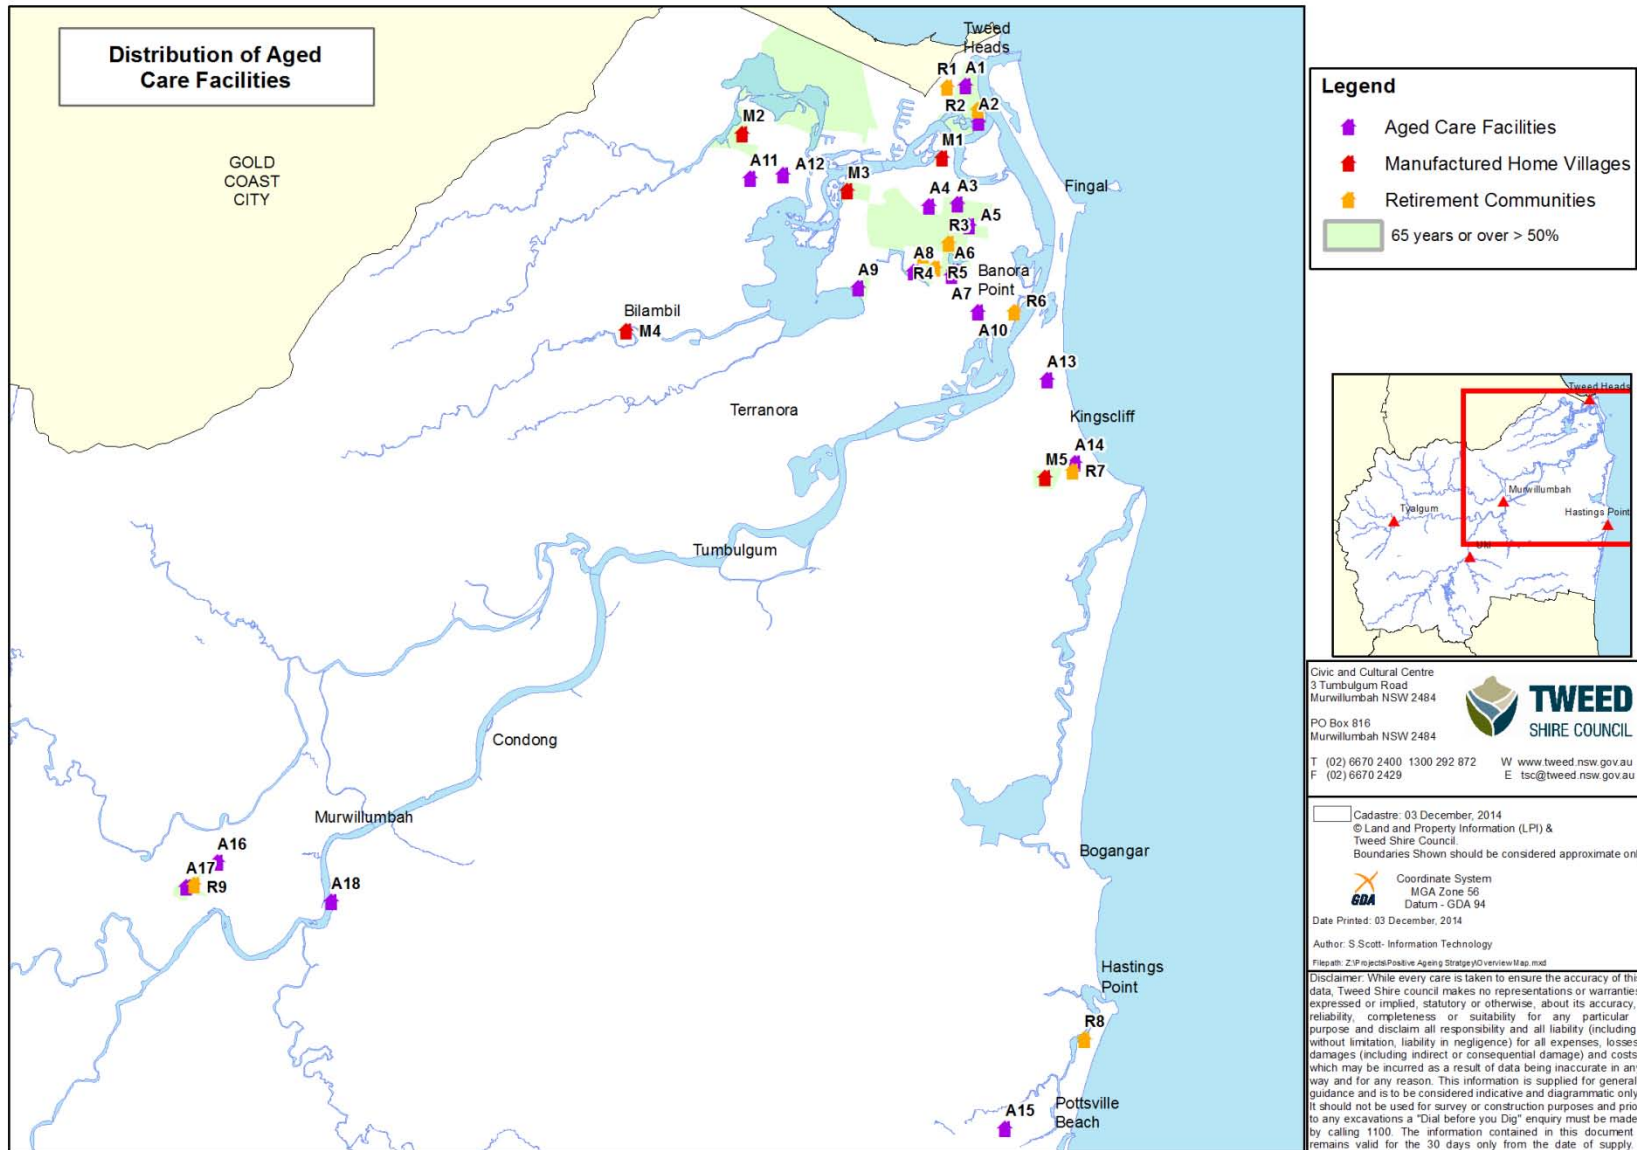 Distribution of Aged
Care Facilities
GOLD
COAST
CITY
Tweed
Heads
R1
A1
R2
A2
M2
M1
A11
A12
M3
Fingal
A4
A3
A5
R3
A8
A6
R4
R5
Banora
Point
A9
A7
R6
A10
Bilambil
M4
A13
Terranora
Kingscliff
A14
M5
R7
Tumbulgum
Condong
Murwillumbah
A16
A17
R9
A18
Bogangar
Hastings
Point
R8
A15
Pottsville
Beach
Legend
Aged Care Facilities
Manufactured Home Villages
Retirement Communities
65 years or over > 50%
Tweed Heads
Murwillumbah
Tyalgum
Hastings Point
Uki
Civic and Cultural Centre
3 Tumbulgum Road
Murwillumbah NSW 2484
PO Box 816
Murwillumbah NSW 2484
T (02) 6670 2400 1300 292 872
F (02) 6670 2429
W www.tweed.nsw.gov.au
E tsc@tweed.nsw.gov.au
TWEED
SHIRE COUNCIL
Cadastre: 03 December, 2014
© Land and Property Information (LPI) &
Tweed Shire Council.
Boundaries Shown should be considered approximate onl
GDA
Coordinate System
MGA Zone 56
Datum - GDA 94
Date Printed: 03 December, 2014
Author: S.Scott- Information Technology
Filepath: Z:\Projects\Positive Ageing Stratgey\Overview Map.mxd
Disclaimer: While every care is taken to ensure the accuracy of this
data, Tweed Shire council makes no representations or warranties
expressed or implied, statutory or otherwise, about its accuracy,
reliability, completeness or suitability for any particular
purpose and disclaim all responsibility and all liability (including
without limitation, liability in negligence) for all expenses, losses
damages (including indirect or consequential damage) and costs
which may be incurred as a result of data being inaccurate in any
way and for any reason. This information is supplied for general
guidance and is to be considered indicative and diagrammatic only
It should not be used for survey or construction purposes and prio
to any excavations a "Dial before you Dig" enquiry must be made
by calling 1100. The information contained in this document
remains valid for the 30 days only from the date of supply.